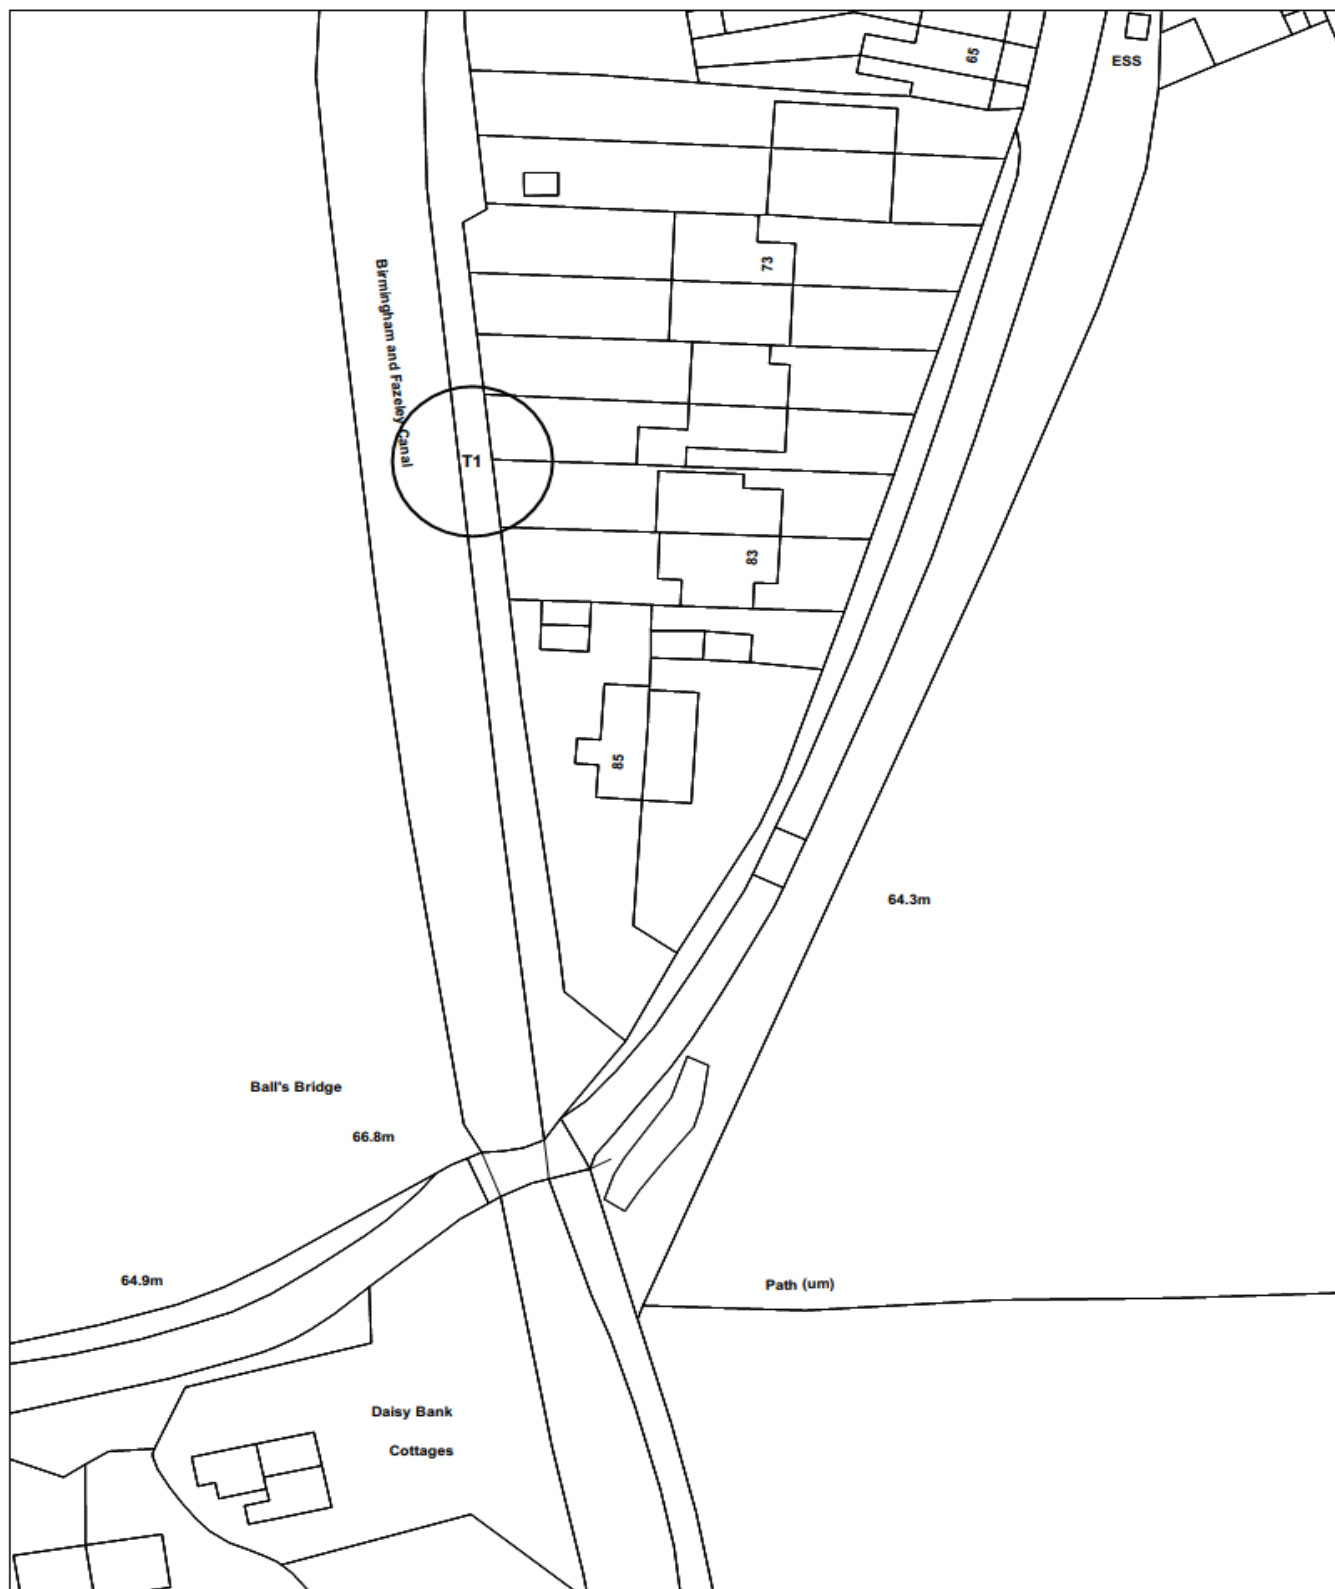 65
ESS
73
Birmingham and Fazeley Canal
T1
83
85
64.3m
Ball's Bridge
66.8m
64.9m
Path (um)
Daisy Bank
Cottages